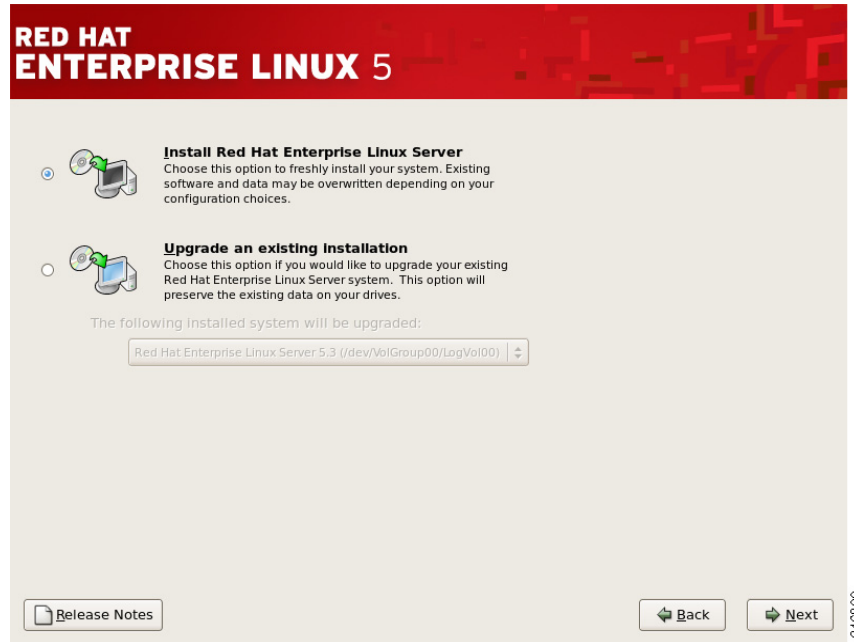 RED HAT
ENTERPRISE LINUX 5
Install Red Hat Enterprise Linux Server
Choose this option to freshly install your system. Existing
software and data may be overwritten depending on your
configuration choices.
Upgrade an existing installation
Choose this option if you would like to upgrade your existing
Red Hat Enterprise Linux Server system. This option will
preserve the existing data on your drives.
The following installed system will be upgraded:
Red Hat Enterprise Linux Server 5.3 (/dev/VolGroup00/LogVol00)
Release Notes
Back
Next